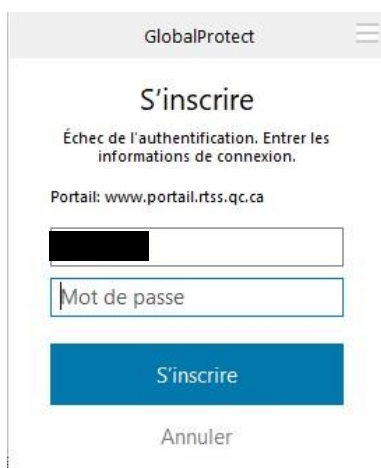 GlobalProtect
S'inscrire
Échec de l'authentification. Entrer les
informations de connexion.
Portail: www.portail.rtss.qc.ca
Mot de passe
S'inscrire
Annuler